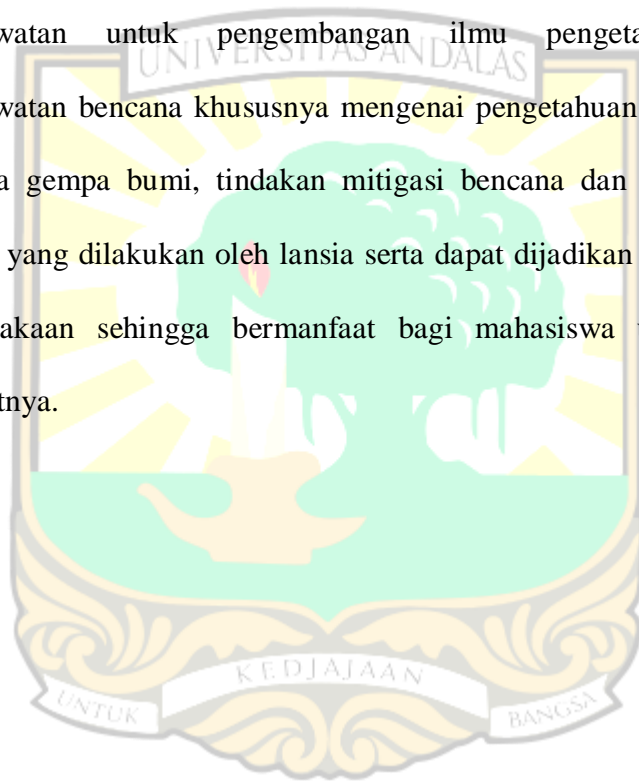 watan untuk pengembangan ilmu pengeta
UNIVERSITAS ANDALAS
watan bencana khususnya mengenai pengetahuan
a gempa bumi, tindakan mitigasi bencana dan
yang dilakukan oleh lansia serta dapat dijadikan
akaan sehingga bermanfaat bagi mahasiswa
tnya.
KEDJAJAAN
UNTUK
BANGSA